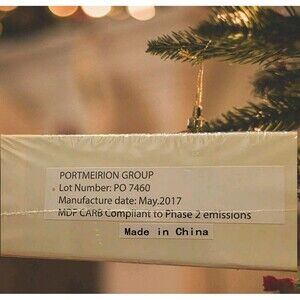 PORTMEIRION GROUP
Lot Number: PO 7460
Manufacture date: May.2017
MDF CARB Compliant to Phase 2 emissions
Made in China